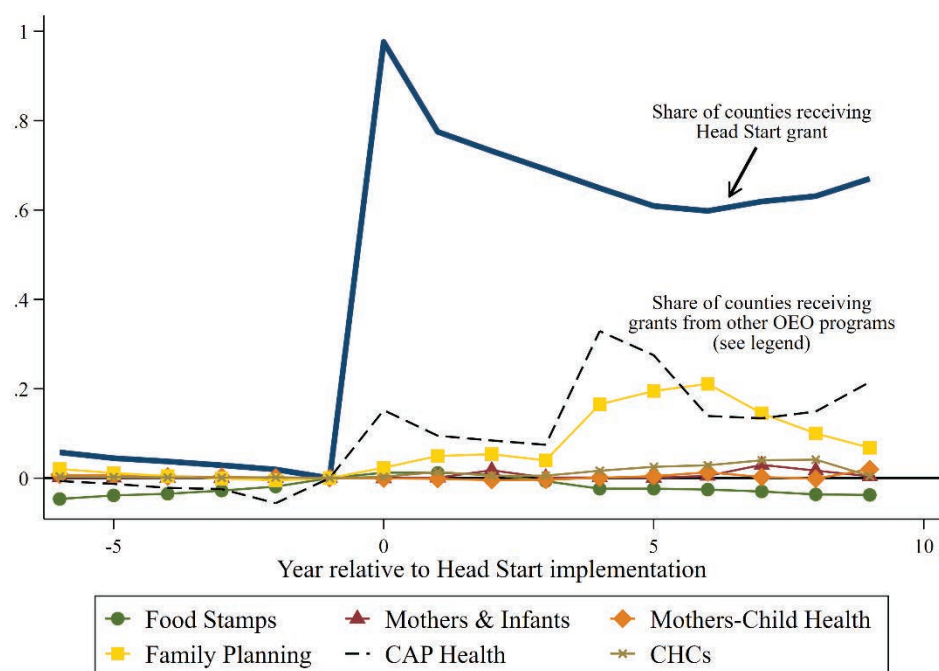 1
.8
.6
.4
.2
0
Share of counties receiving
Head Start grant
Share of counties receiving
grants from other OEO programs
(see legend)
-5 0 5 10
Year relative to Head Start implementation
Food Stamps Mothers & Infants Mothers-Child Health
Family Planning CAP Health CHCs